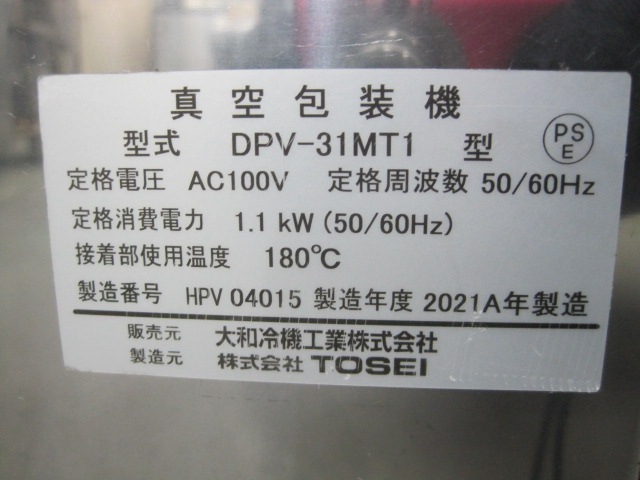 真空包装機
型式 DPV-31MT1 型
PS
E
定格電圧 AC100V 定格周波数 50/60Hz
定格消費電力 1.1 kW (50/60Hz)
接着部使用温度 180℃
製造番号 HPV 04015 製造年度 2021A年製造
販売元 大和冷機工業株式会社
製造元 株式会社 TOSEI